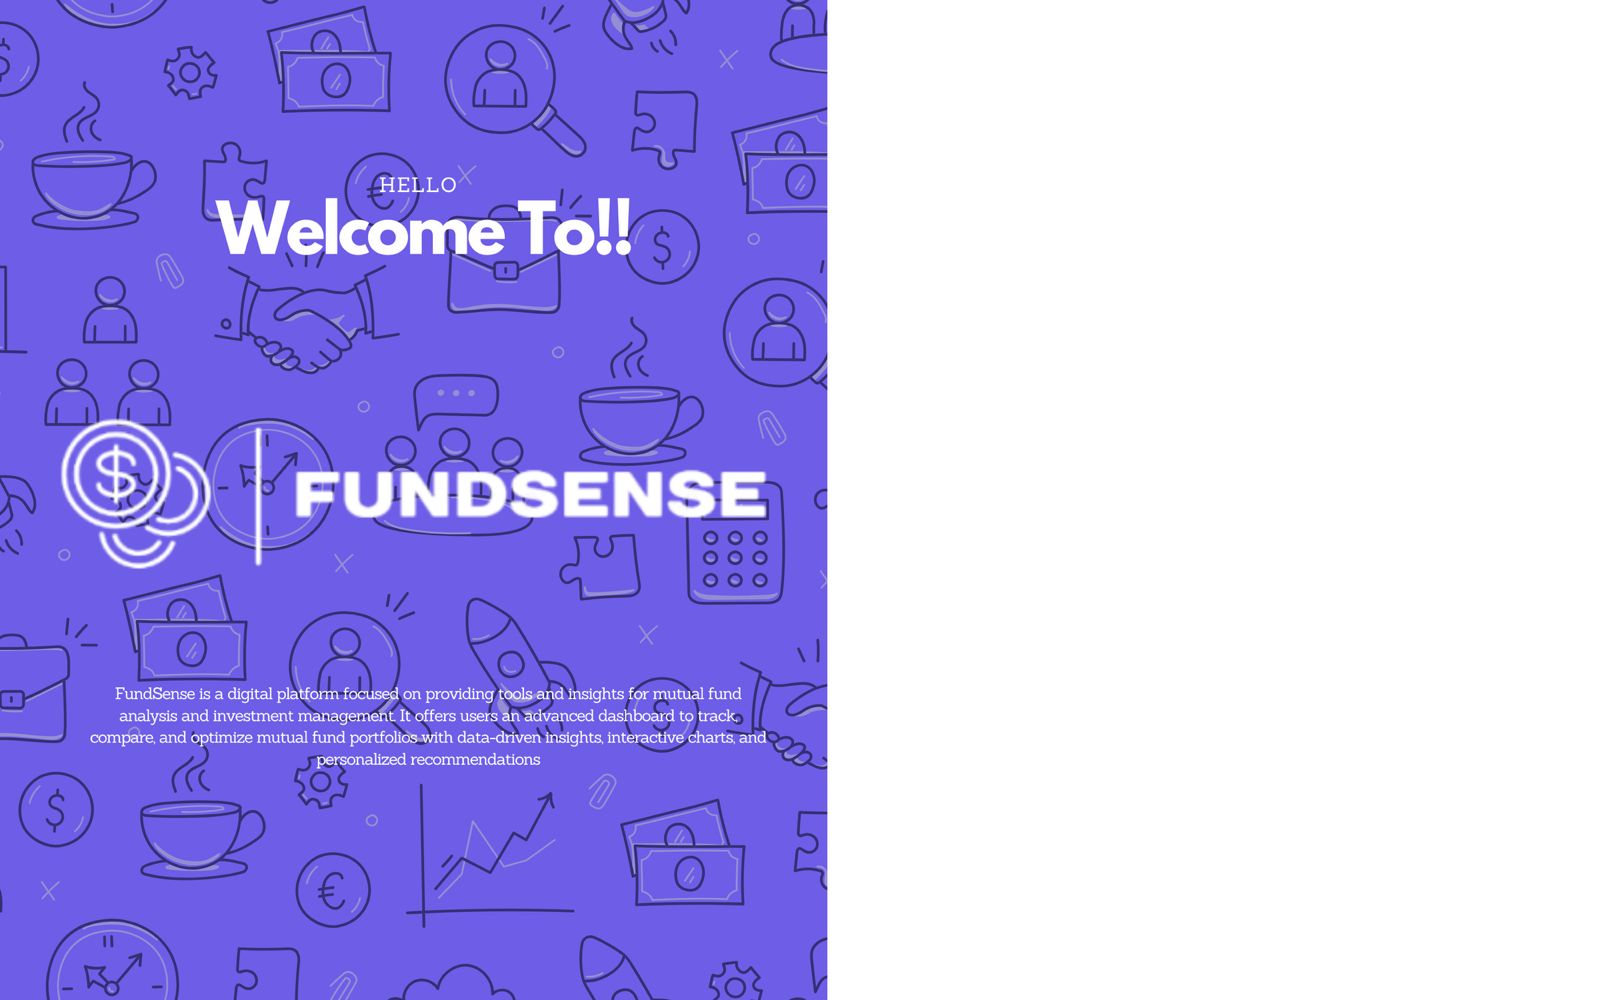 HELLO
Welcome To!!
FUNDSENSE
FundSense is a digital platform focused on providing tools and insights for mutual fund
analysis and investment management. It offers users an advanced dashboard to track,
compare, and optimize mutual fund portfolios with data-driven insights, interactive charts, and
personalized recommendations